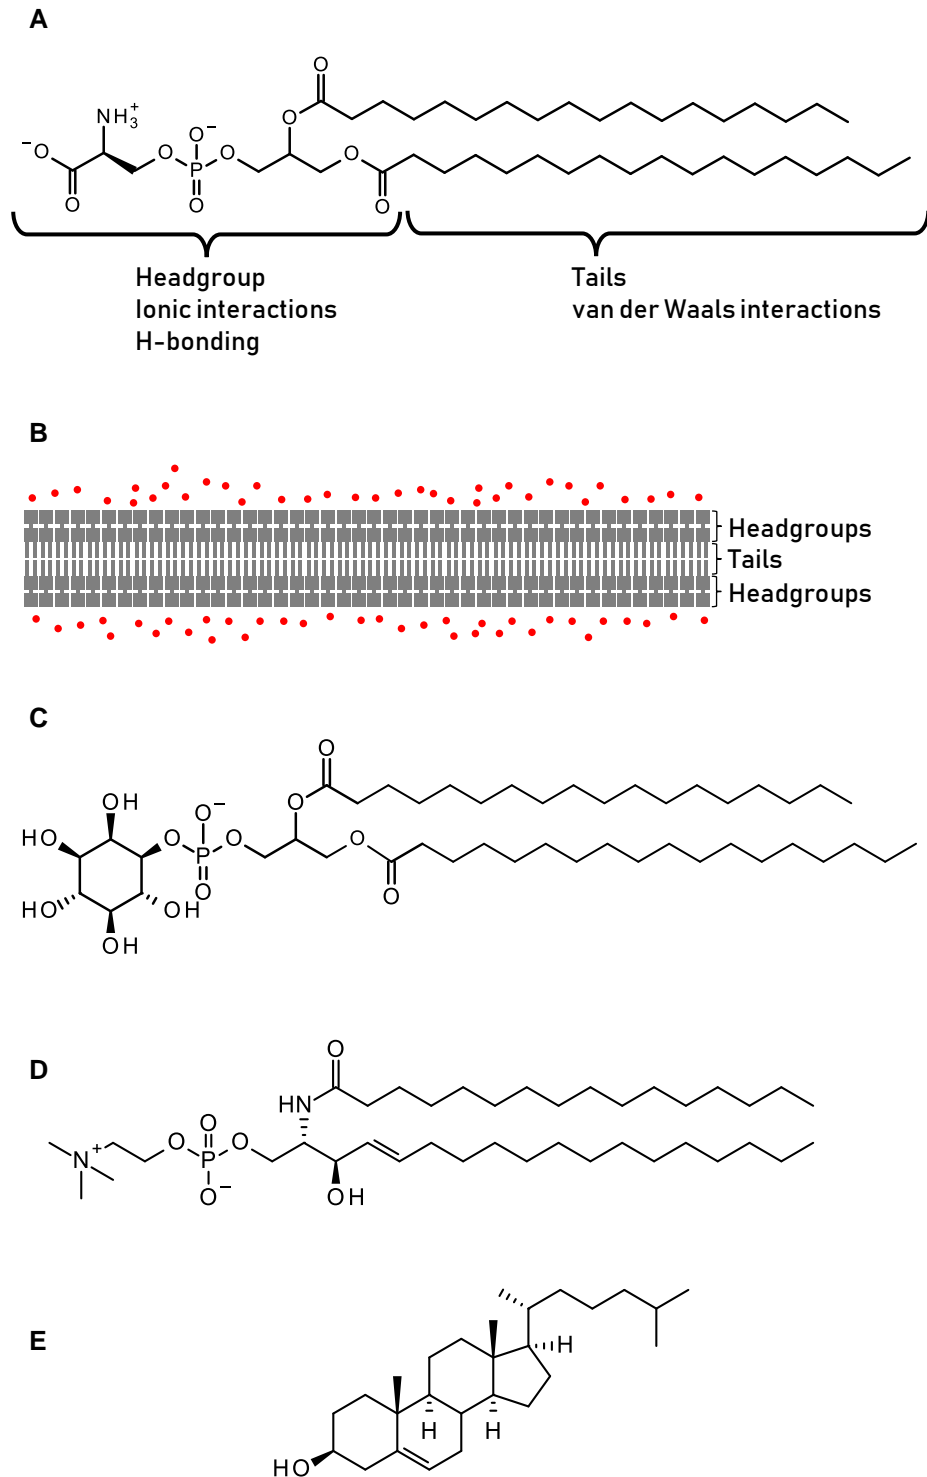 A
O
O
NH3+
O−
−O
O
P
O
O
O
O
O
Headgroup
Ionic interactions
H-bonding
Tails
van der Waals interactions
B
Headgroups
Tails
Headgroups
C
O
OH
O
O−
HO
O
P
O
O
O
HO
OH
O
OH
D
O
HN
O
O
P
O
N+
O−
OH
E
H
H
H
HO